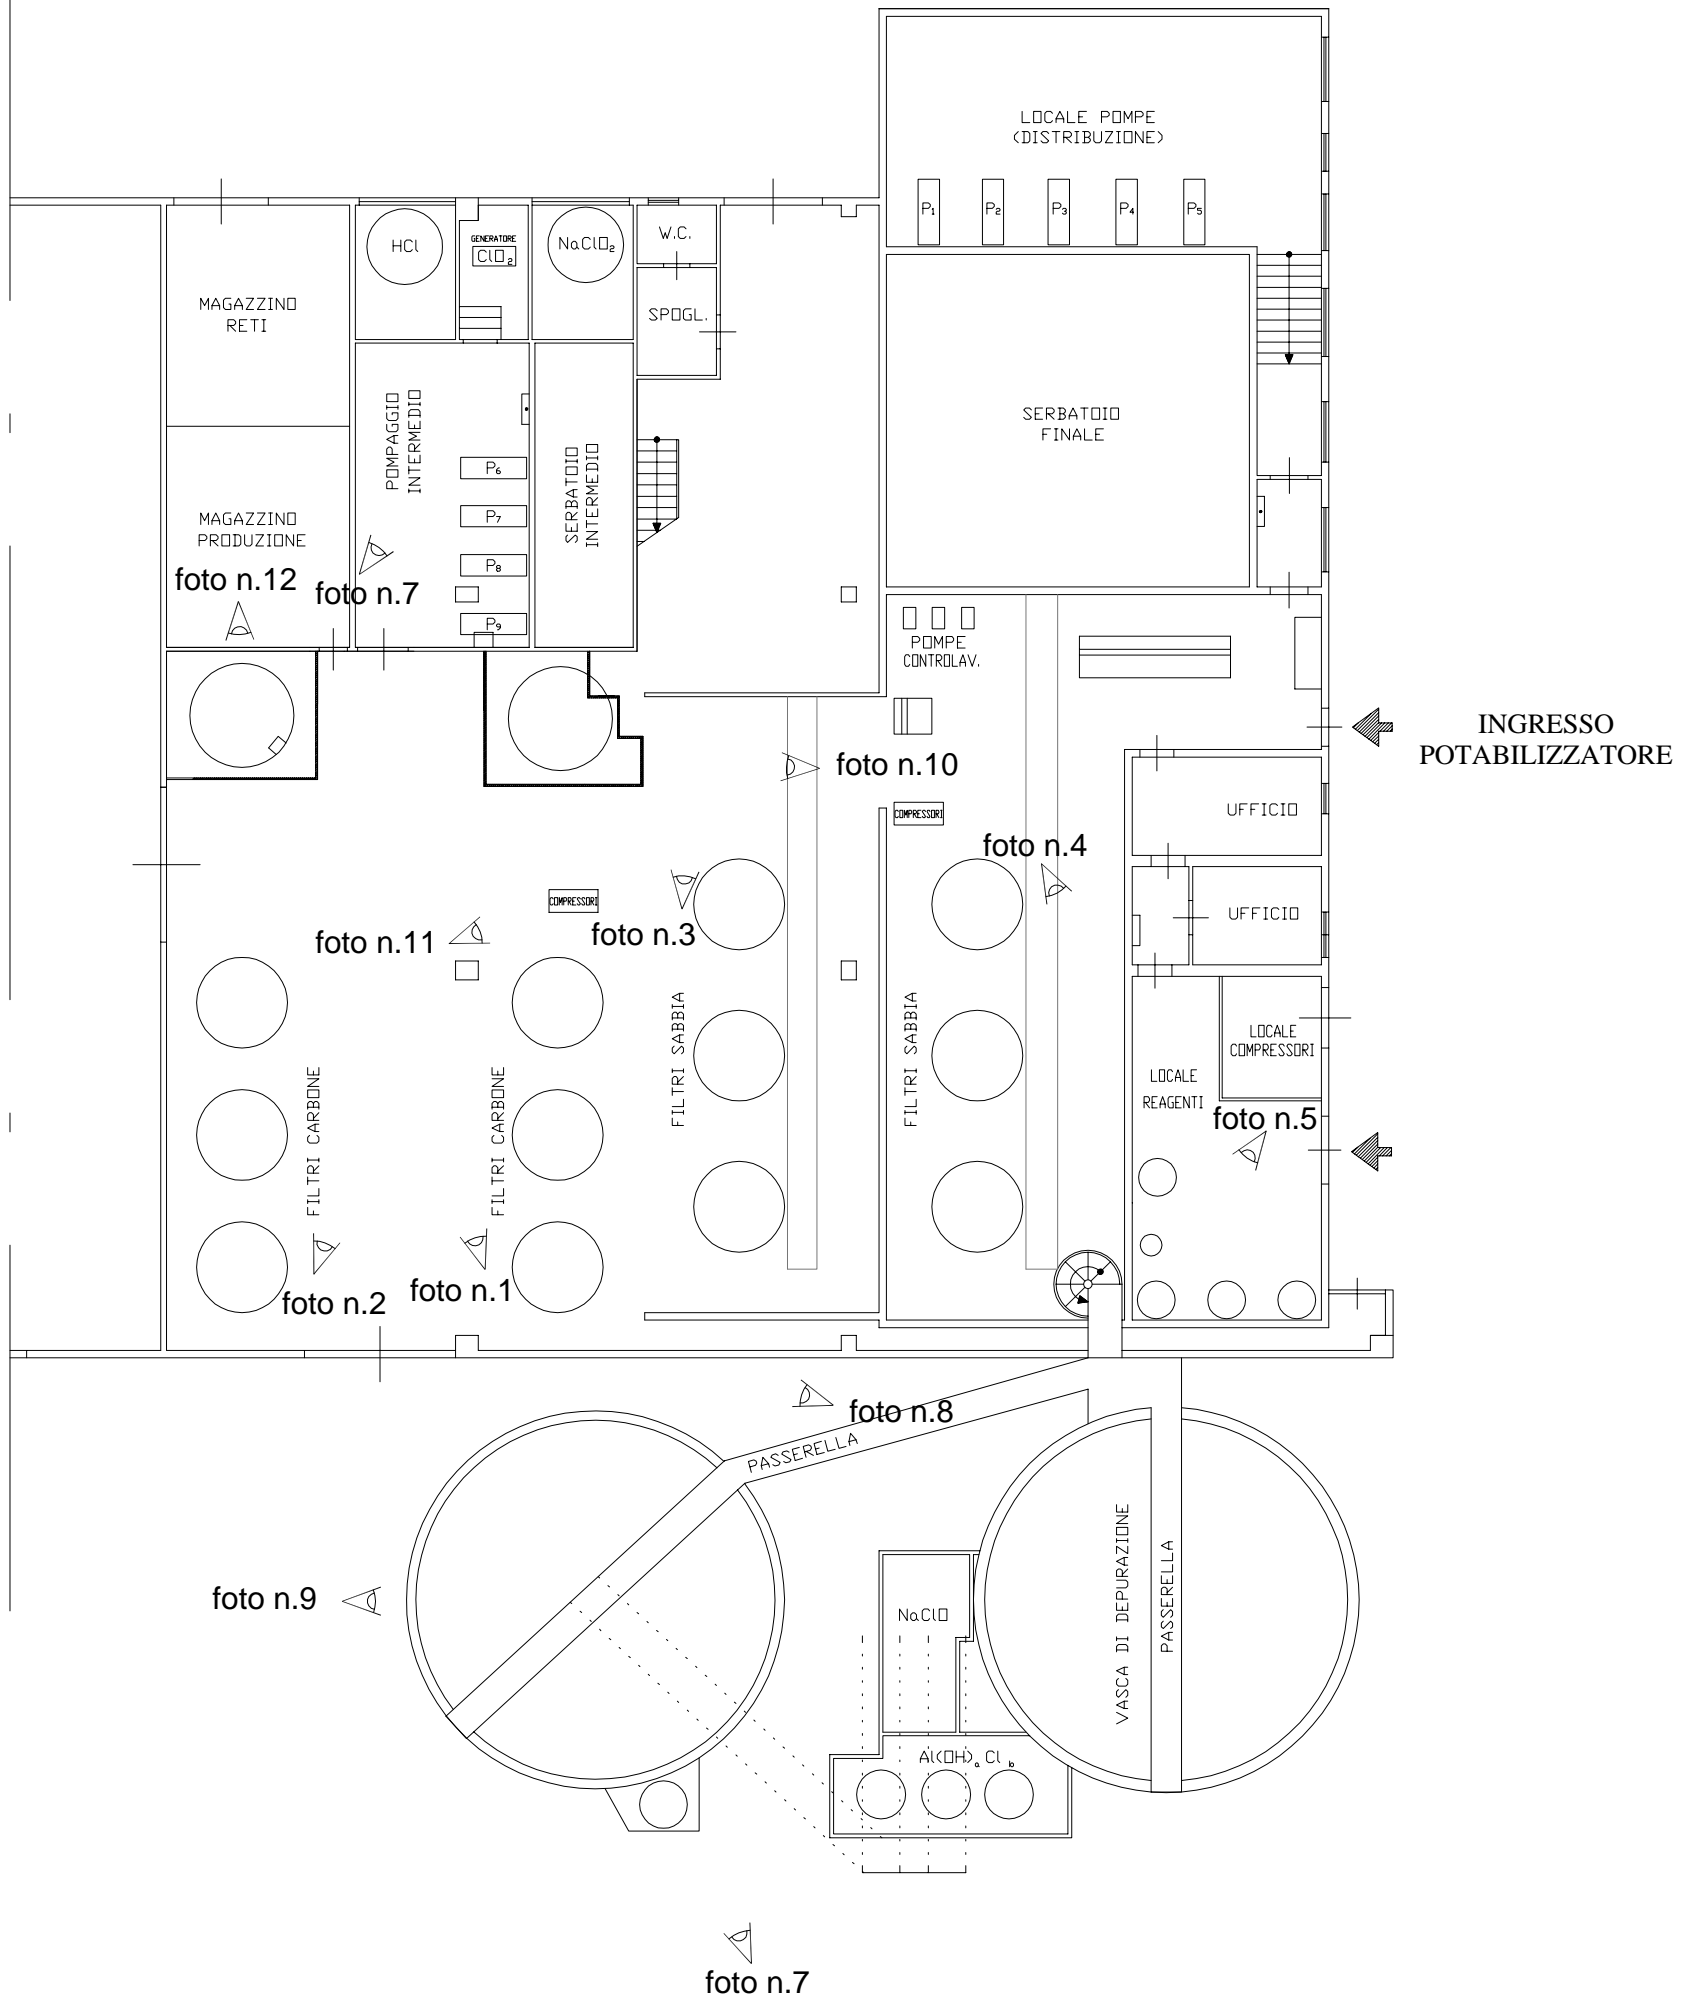 LOCALE POMPE
(DISTRIBUZIONE)
P1
P2
P3
P4
P5
HCl
GENERATORE
ClO2
NaClO2
W.C.
SPOGL.
MAGAZZINO
RETI
POMPAGGIO
INTERMEDIO
SERBATOIO
INTERMEDIO
SERBATOIO
FINALE
P6
P7
P8
P9
MAGAZZINO
PRODUZIONE
foto n.12
foto n.7
POMPE
CONTROLAV.
INGRESSO
POTABILIZZATORE
foto n.10
COMPRESSORI
UFFICIO
foto n.4
COMPRESSORI
UFFICIO
foto n.11
foto n.3
FILTRI SABBIA
FILTRI SABBIA
LOCALE
COMPRESSORI
LOCALE
REAGENTI
foto n.5
FILTRI CARBONE
FILTRI CARBONE
foto n.2
foto n.1
foto n.8
PASSERELLA
VASCA DI DEPURAZIONE
PASSERELLA
foto n.9
NaClO
Al(OH)a Cl b
foto n.7